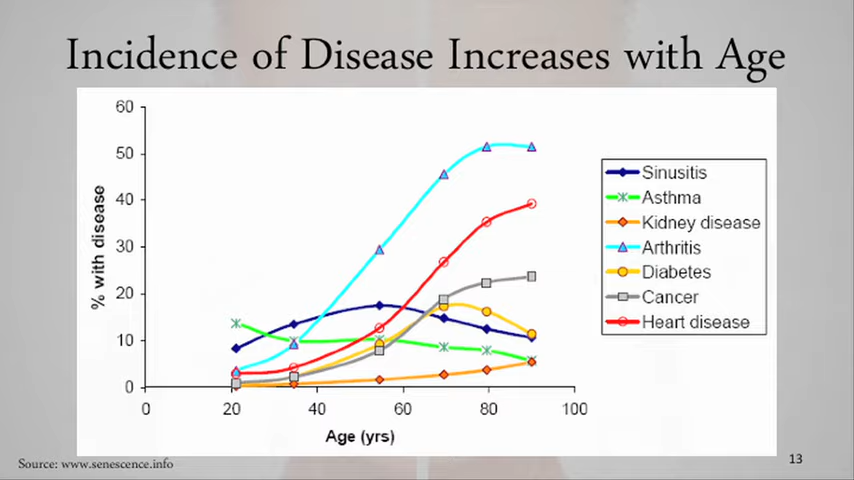 Incidence of Disease Increases with Age
60
50
40
30
20
10
0
% with disease
0 20 40 60 80 100
Age (yrs)
Sinusitis
Asthma
Kidney disease
Arthritis
Diabetes
Cancer
Heart disease
Source: www.senescence.info
13